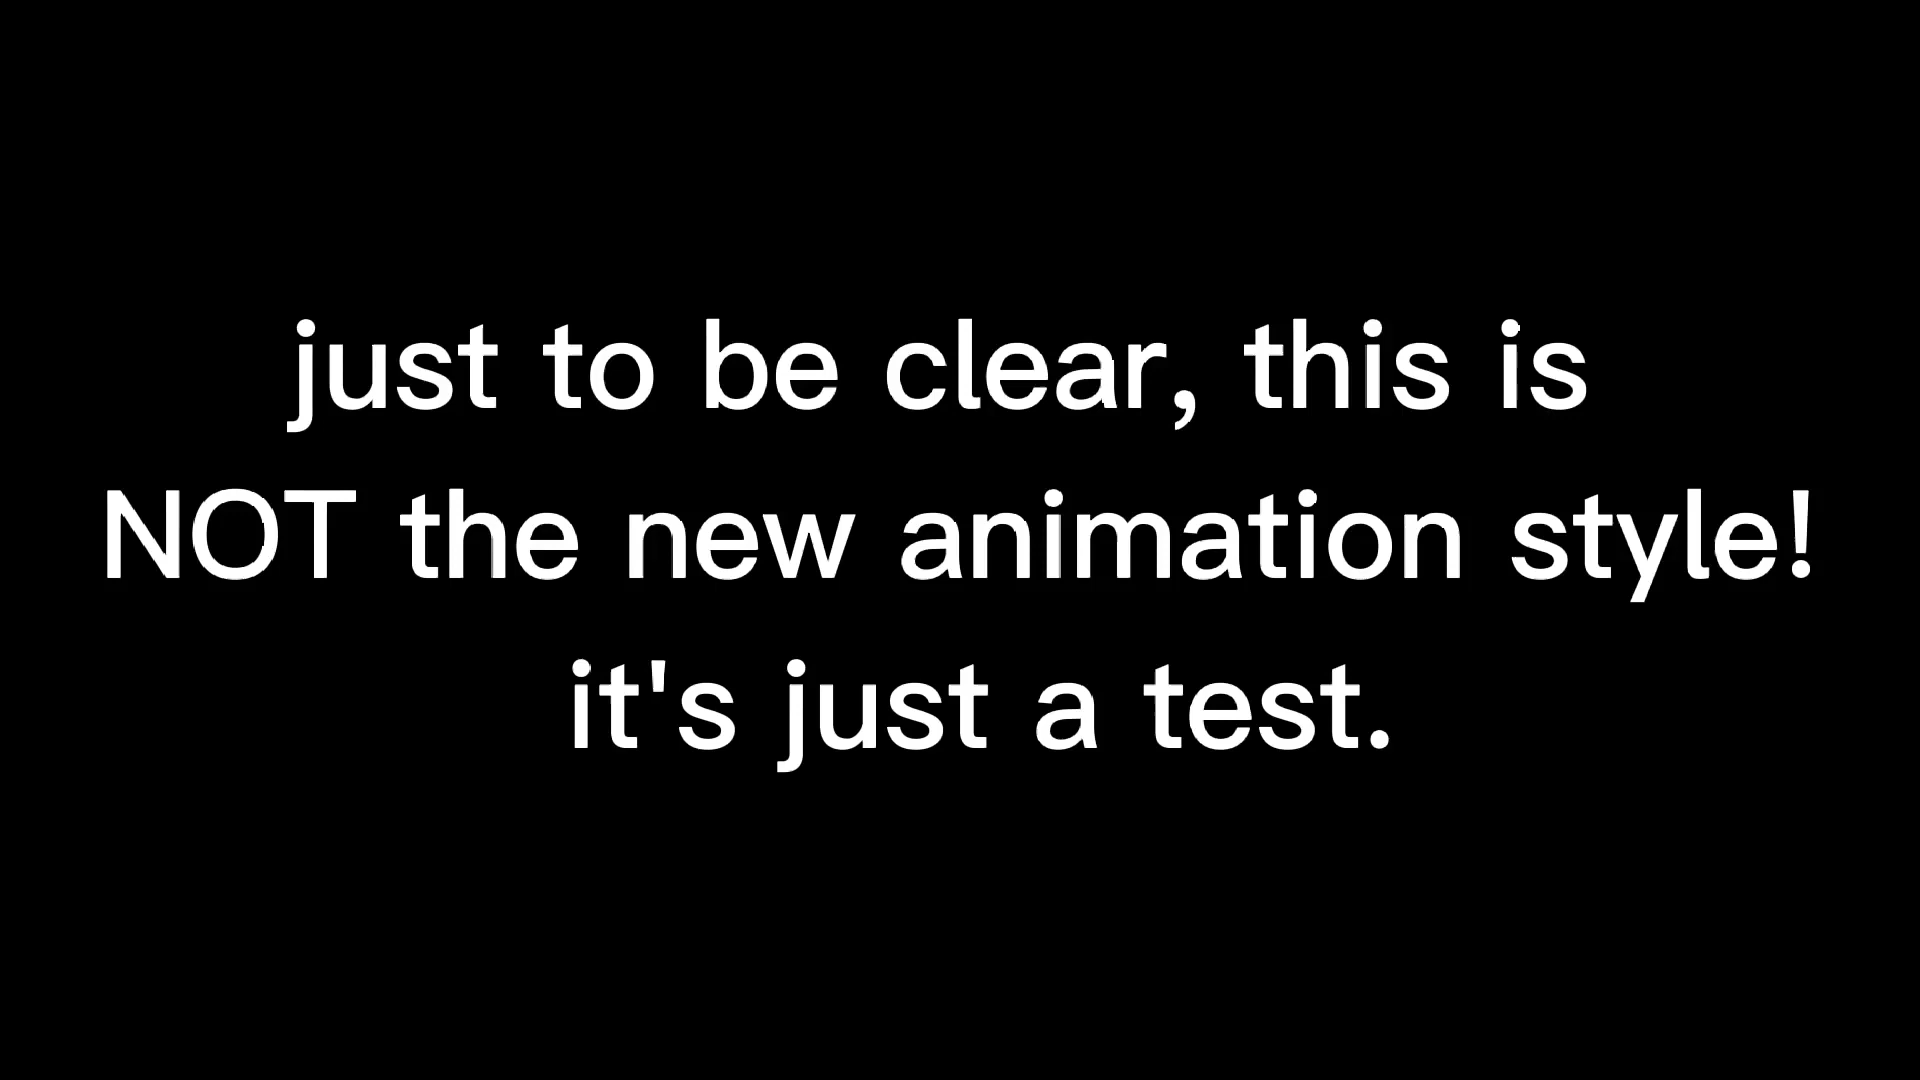 just to be clear, this is
NOT the new animation style!
it's just a test.